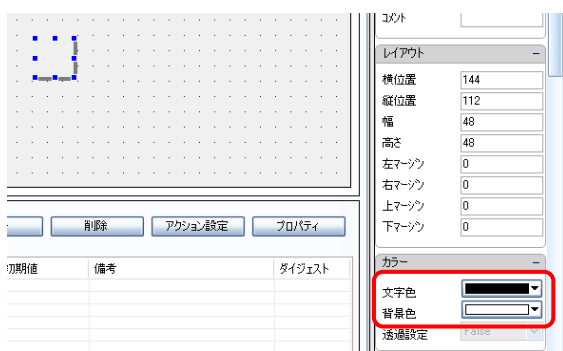 コメント
レイアウト
横位置 144
縦位置 112
幅 48
高さ 48
左マージン 0
右マージン 0
上マージン 0
下マージン 0
削除 アクション設定 プロパティ
初期値 備考 ダイジェスト
カラー
文字色
背景色
透過設定 False